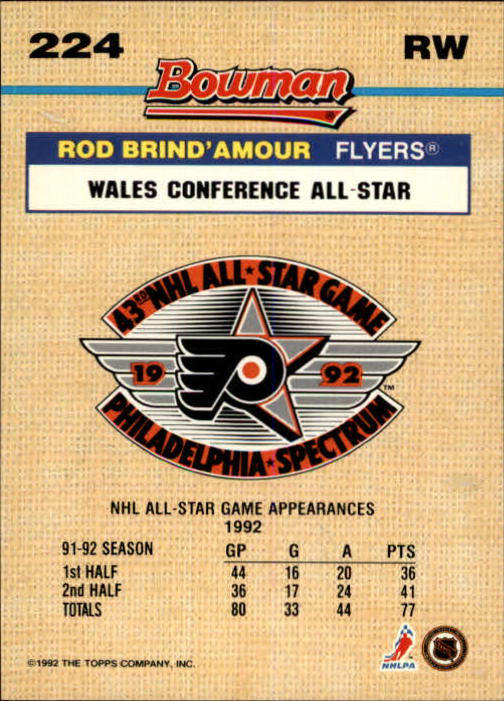 224 RW
Bowman®
ROD BRIND'AMOUR FLYERS®
WALES CONFERENCE ALL-STAR
43RD NHL ALL★STAR GAME
19 92
PHILADELPHIA★SPECTRUM™
NHL ALL-STAR GAME APPEARANCES
1992
91-92 SEASON GP G A PTS
1st HALF 44 16 20 36
2nd HALF 36 17 24 41
TOTALS 80 33 44 77
NHLPA
©1992 THE TOPPS COMPANY, INC.